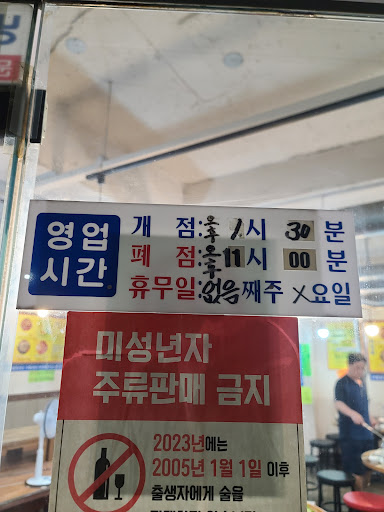 영업
시간
개 점:오후 1시 30분
폐 점:오후 11시 00분
휴무일:없음째주 X요일
미성년자
주류판매 금지
2023년에는
2005년 1월 1일 이후
출생자에게 술을